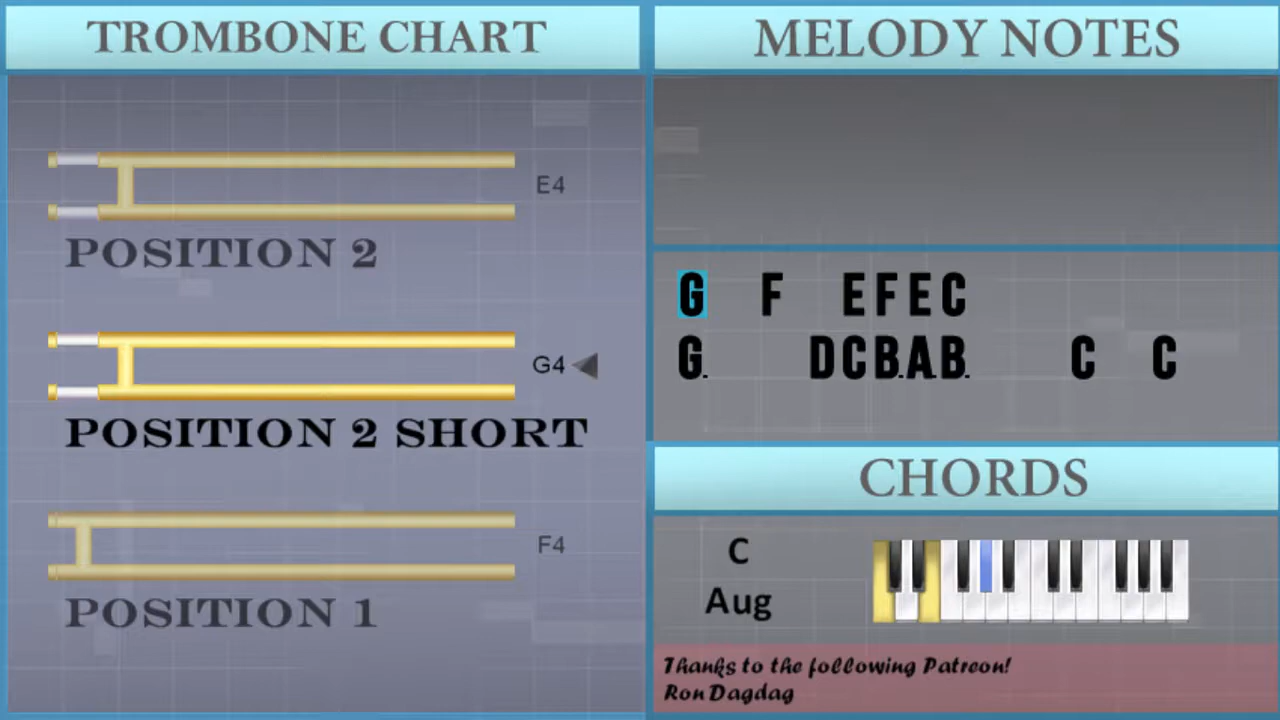 TROMBONE CHART
E4
POSITION 2
G4
POSITION 2 SHORT
F4
POSITION 1
MELODY NOTES
G F EFEC
G. DCB.A.B. C C
CHORDS
C
Aug
Thanks to the following Patreon!
Ron Dagdag